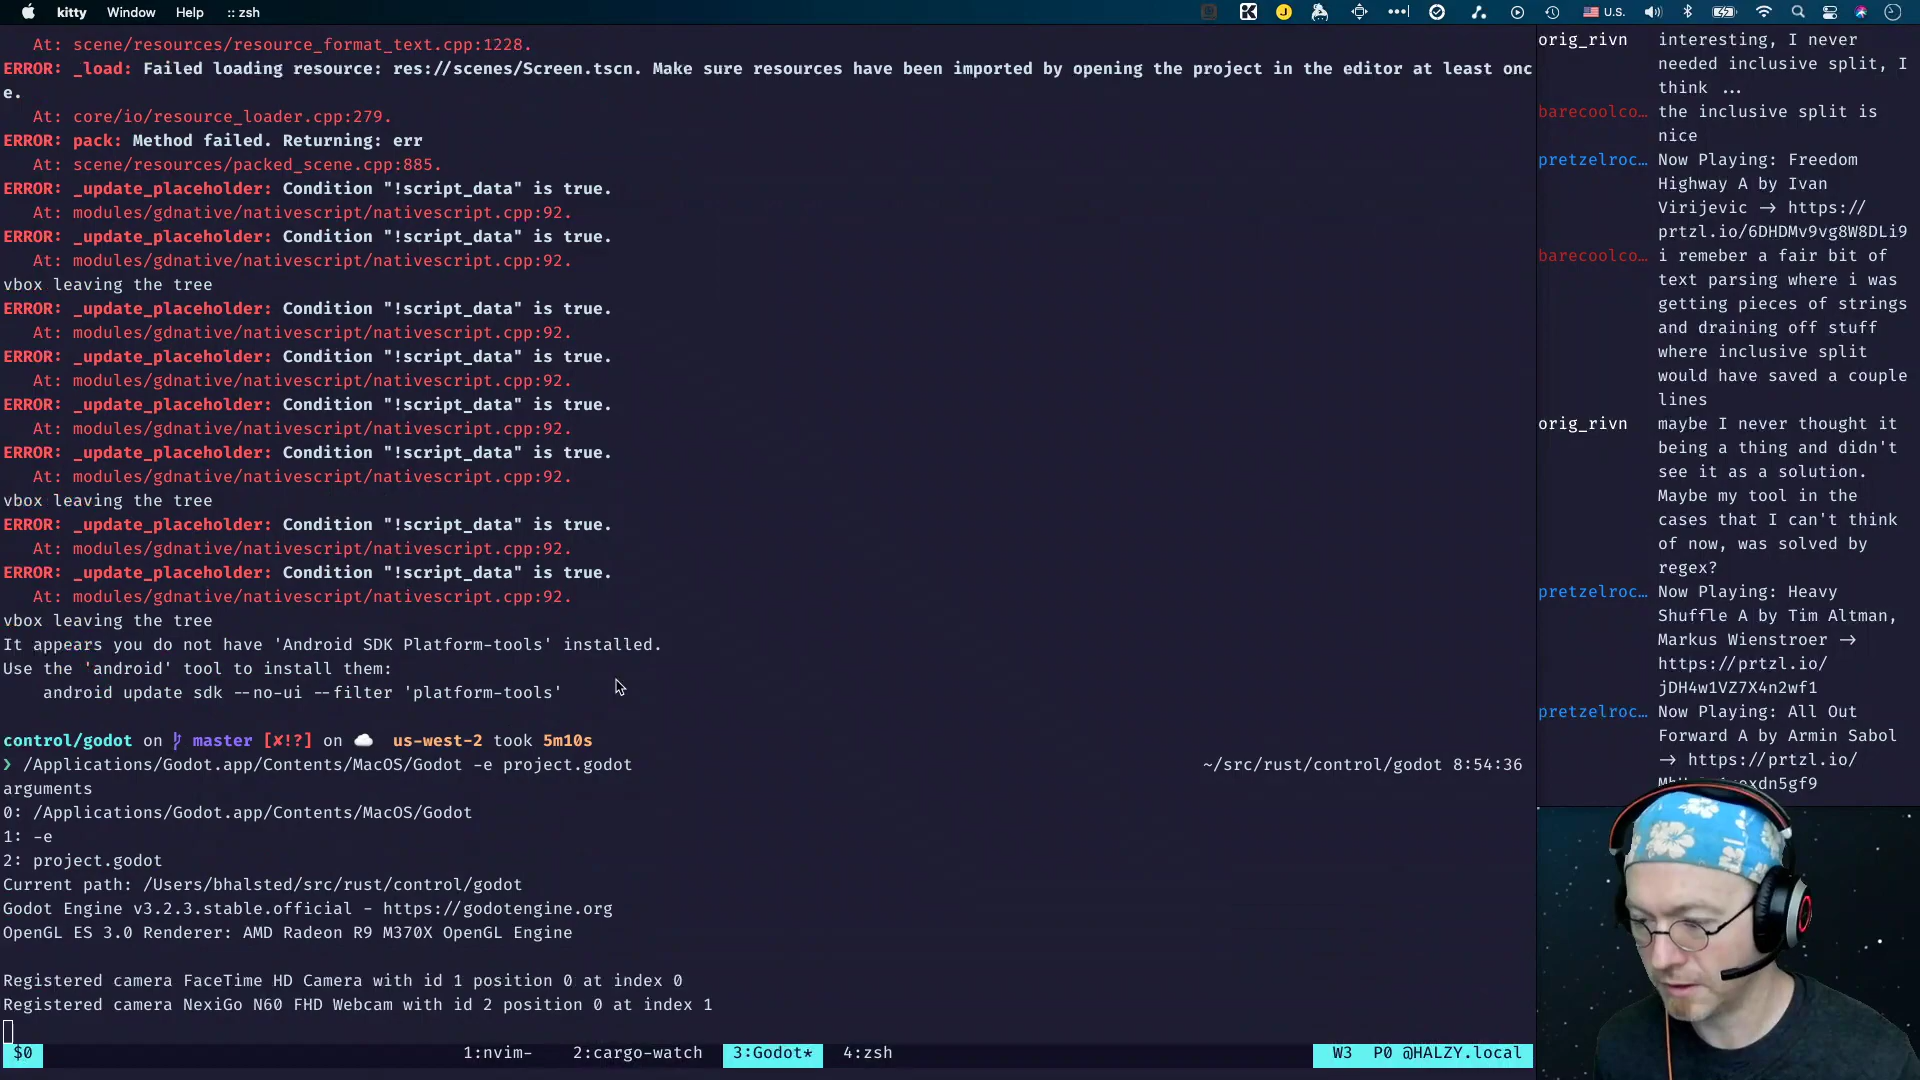 kitty Window Help :: zsh U.S.
At: scene/resources/resource_format_text.cpp:1228.
ERROR: _load: Failed loading resource: res://scenes/Screen.tscn. Make sure resources have been imported by opening the project in the editor at least onc
e.
At: core/io/resource_loader.cpp:279.
ERROR: pack: Method failed. Returning: err
At: scene/resources/packed_scene.cpp:885.
ERROR: _update_placeholder: Condition "!script_data" is true.
At: modules/gdnative/nativescript/nativescript.cpp:92.
ERROR: _update_placeholder: Condition "!script_data" is true.
At: modules/gdnative/nativescript/nativescript.cpp:92.
vbox leaving the tree
ERROR: _update_placeholder: Condition "!script_data" is true.
At: modules/gdnative/nativescript/nativescript.cpp:92.
ERROR: _update_placeholder: Condition "!script_data" is true.
At: modules/gdnative/nativescript/nativescript.cpp:92.
ERROR: _update_placeholder: Condition "!script_data" is true.
At: modules/gdnative/nativescript/nativescript.cpp:92.
ERROR: _update_placeholder: Condition "!script_data" is true.
At: modules/gdnative/nativescript/nativescript.cpp:92.
vbox leaving the tree
ERROR: _update_placeholder: Condition "!script_data" is true.
At: modules/gdnative/nativescript/nativescript.cpp:92.
ERROR: _update_placeholder: Condition "!script_data" is true.
At: modules/gdnative/nativescript/nativescript.cpp:92.
vbox leaving the tree
It appears you do not have 'Android SDK Platform-tools' installed.
Use the 'android' tool to install them:
android update sdk --no-ui --filter 'platform-tools'
control/godot on master [✘!?] on us-west-2 took 5m10s
❯ /Applications/Godot.app/Contents/MacOS/Godot -e project.godot ~/src/rust/control/godot 8:54:36
arguments
0: /Applications/Godot.app/Contents/MacOS/Godot
1: -e
2: project.godot
Current path: /Users/bhalsted/src/rust/control/godot
Godot Engine v3.2.3.stable.official - https://godotengine.org
OpenGL ES 3.0 Renderer: AMD Radeon R9 M370X OpenGL Engine
Registered camera FaceTime HD Camera with id 1 position 0 at index 0
Registered camera NexiGo N60 FHD Webcam with id 2 position 0 at index 1
$0 1:nvim- 2:cargo-watch 3:Godot* 4:zsh W3 P0 @HALZY.local
orig_rivn interesting, I never
needed inclusive split, I
think …
barecoolco… the inclusive split is
nice
pretzelroc… Now Playing: Freedom
Highway A by Ivan
Virijevic -> https://
prtzl.io/6DHDMv9vg8W8DLi9
barecoolco… i remeber a fair bit of
text parsing where i was
getting pieces of strings
and draining off stuff
where inclusive split
would have saved a couple
lines
orig_rivn maybe I never thought it
being a thing and didn't
see it as a solution.
Maybe my tool in the
cases that I can't think
of now, was solved by
regex?
pretzelroc… Now Playing: Heavy
Shuffle A by Tim Altman,
Markus Wienstroer ->
https://prtzl.io/
jDH4w1VZ7X4n2wf1
pretzelroc… Now Playing: All Out
Forward A by Armin Sabol
-> https://prtzl.io/